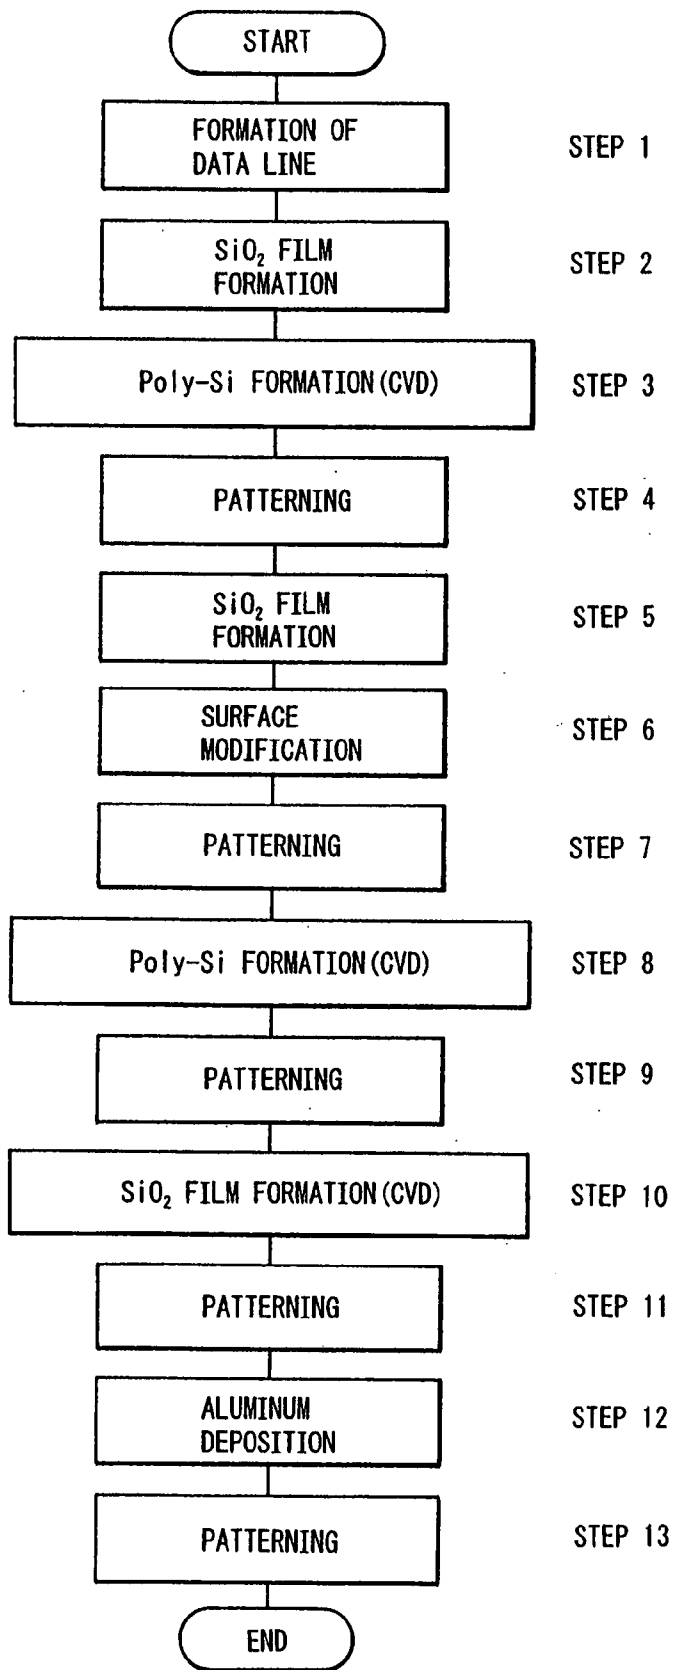 START
FORMATION OF
DATA LINE
STEP 1
SiO₂ FILM
FORMATION
STEP 2
Poly-Si FORMATION(CVD)
STEP 3
PATTERNING
STEP 4
SiO₂ FILM
FORMATION
STEP 5
SURFACE
MODIFICATION
STEP 6
PATTERNING
STEP 7
Poly-Si FORMATION(CVD)
STEP 8
PATTERNING
STEP 9
SiO₂ FILM FORMATION(CVD)
STEP 10
PATTERNING
STEP 11
ALUMINUM
DEPOSITION
STEP 12
PATTERNING
STEP 13
END